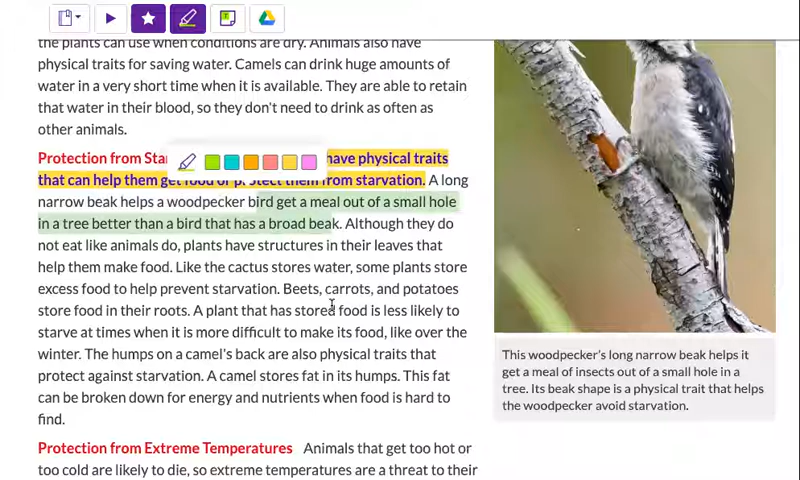 the plants can use when conditions are dry. Animals also have
physical traits for saving water. Camels can drink huge amounts of
water in a very short time when it is available. They are able to retain
that water in their blood, so they don't need to drink as often as
other animals.
Protection from Star have physical traits
that can help them get food or protect them from starvation. A long
narrow beak helps a woodpecker bird get a meal out of a small hole
in a tree better than a bird that has a broad beak. Although they do
not eat like animals do, plants have structures in their leaves that
help them make food. Like the cactus stores water, some plants store
excess food to help prevent starvation. Beets, carrots, and potatoes
store food in their roots. A plant that has stored food is less likely to
starve at times when it is more difficult to make its food, like over the
winter. The humps on a camel's back are also physical traits that
protect against starvation. A camel stores fat in its humps. This fat
can be broken down for energy and nutrients when food is hard to
find.
Protection from Extreme Temperatures Animals that get too hot or
too cold are likely to die, so extreme temperatures are a threat to their
This woodpecker's long narrow beak helps it
get a meal of insects out of a small hole in a
tree. Its beak shape is a physical trait that helps
the woodpecker avoid starvation.